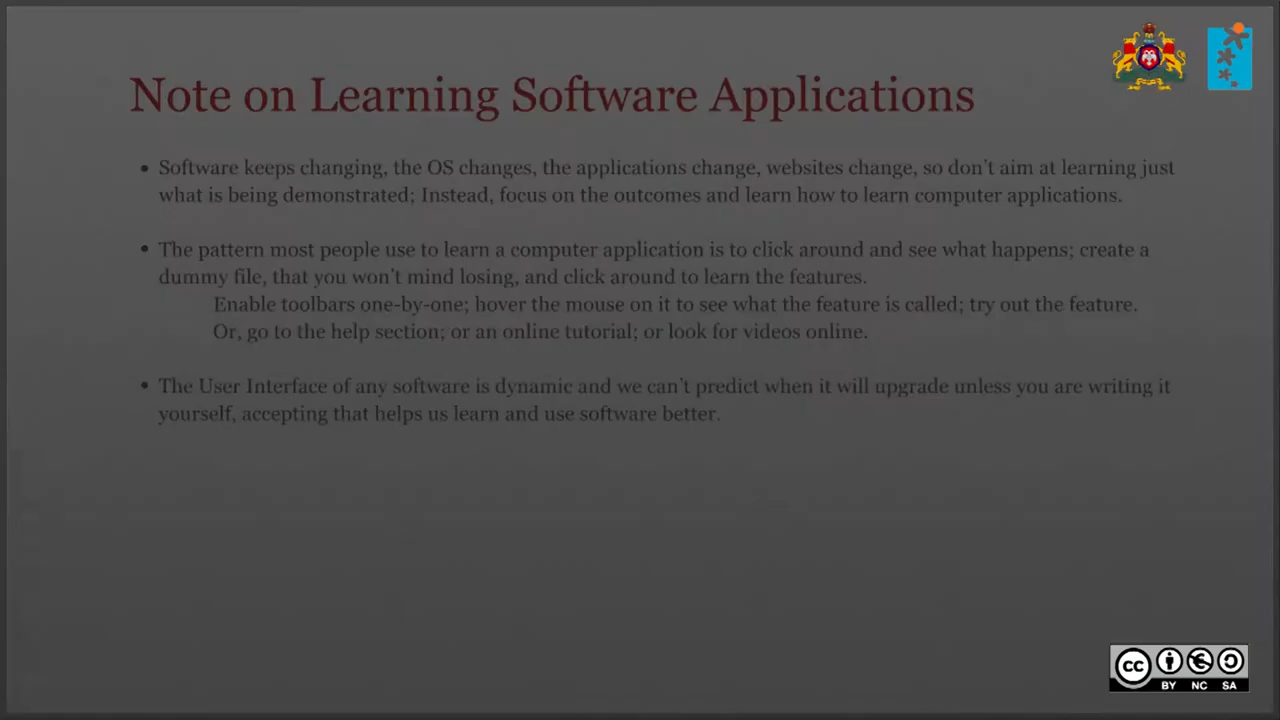 Note on Learning Software Applications
• Software keeps changing, the OS changes, the applications change, websites change, so don't aim at learning just
what is being demonstrated; Instead, focus on the outcomes and learn how to learn computer applications.
• The pattern most people use to learn a computer application is to click around and see what happens; create a
dummy file, that you won't mind losing, and click around to learn the features.
Enable toolbars one-by-one; hover the mouse on it to see what the feature is called; try out the feature.
Or, go to the help section; or an online tutorial; or look for videos online.
• The User Interface of any software is dynamic and we can't predict when it will upgrade unless you are writing it
yourself, accepting that helps us learn and use software better.
cc
BY NC SA